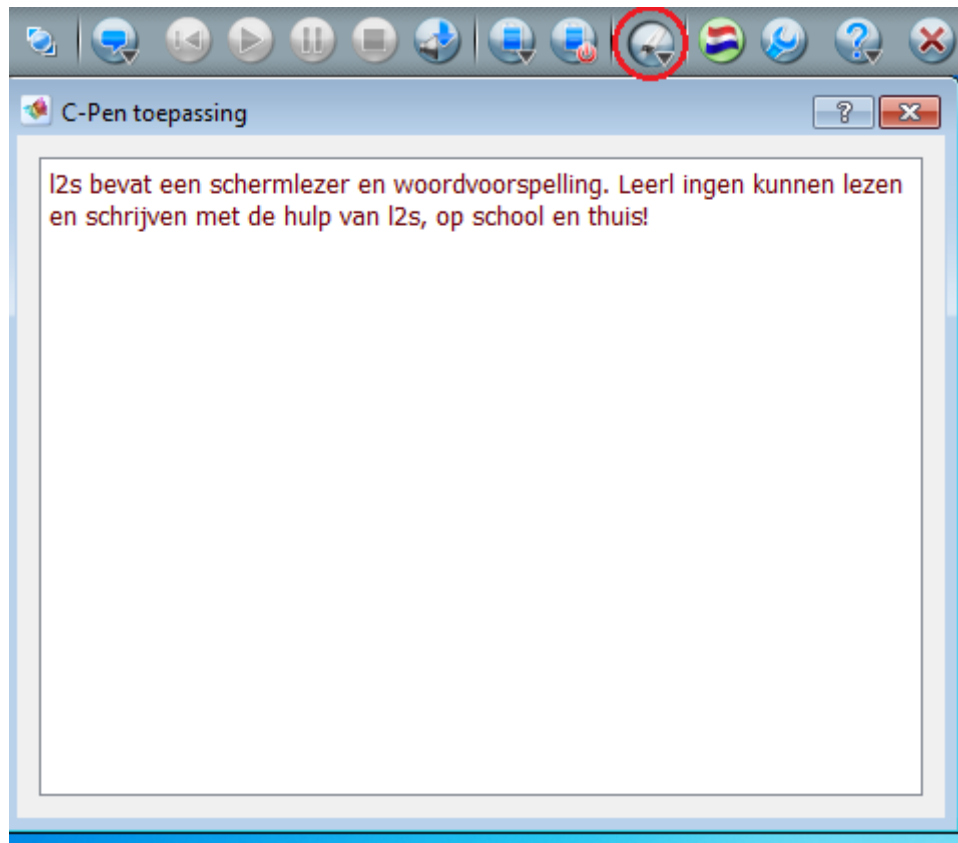 C-Pen toepassing
l2s bevat een schermlezer en woordvoorspelling. Leerl ingen kunnen lezen
en schrijven met de hulp van l2s, op school en thuis!